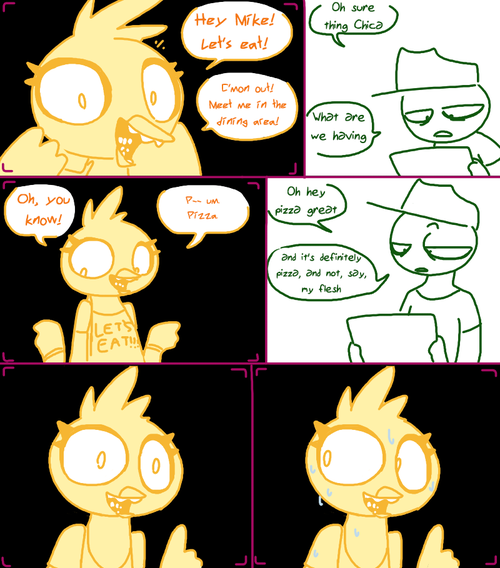 Hey Mike!
Let's eat!
C'mon out!
Meet me in the
dining area!
Oh sure
thing Chica
What are
we having
Oh, you
know!
P-- um
Pizza
LET'S
EAT!!
Oh hey
pizza great
and it's definitely
pizza, and not, say,
my flesh